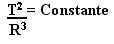 T² = Constante
R³